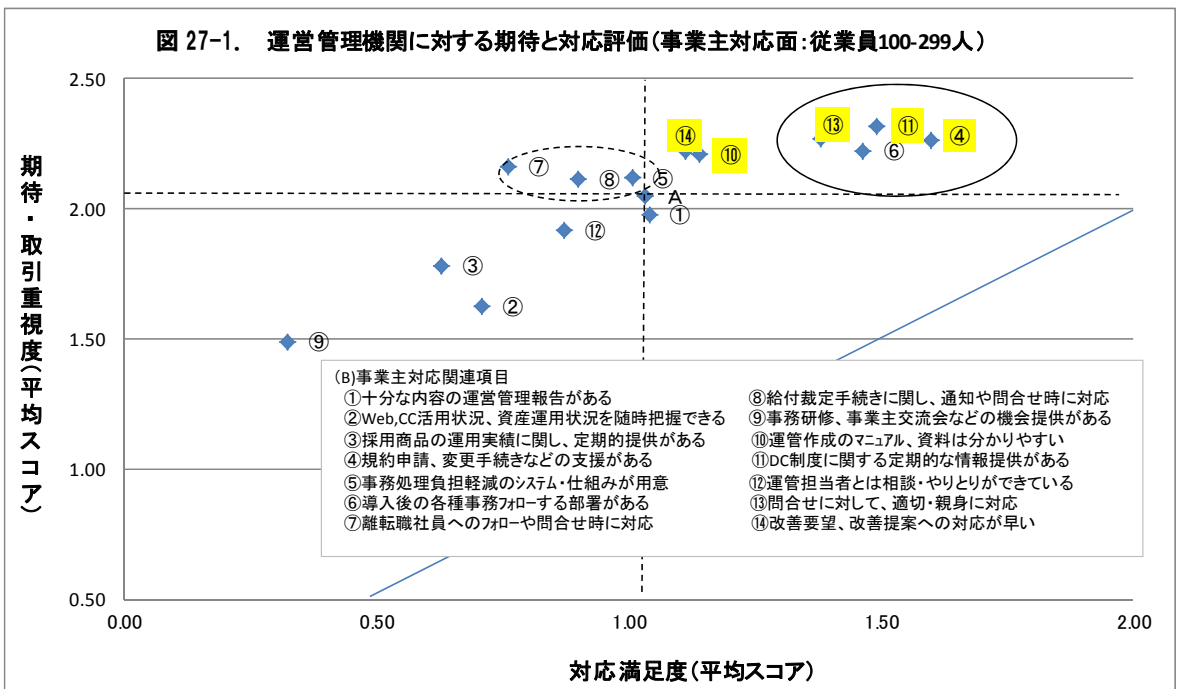 図 27-1. 運営管理機関に対する期待と対応評価(事業主対応面:従業員100-299人)
期待・取引重視度(平均スコア)
2.50
2.00
1.50
1.00
0.50
⑬
⑪
④
⑥
⑭
⑩
⑦
⑧
⑤
A
①
⑫
③
②
⑨
(B)事業主対応関連項目
①十分な内容の運営管理報告がある
②Web,CC活用状況、資産運用状況を随時把握できる
③採用商品の運用実績に関し、定期的提供がある
④規約申請、変更手続きなどの支援がある
⑤事務処理負担軽減のシステム・仕組みが用意
⑥導入後の各種事務フォローする部署がある
⑦離転職社員へのフォローや問合せ時に対応
⑧給付裁定手続きに関し、通知や問合せ時に対応
⑨事務研修、事業主交流会などの機会提供がある
⑩運管作成のマニュアル、資料は分かりやすい
⑪DC制度に関する定期的な情報提供がある
⑫運管担当者とは相談・やりとりができている
⑬問合せに対して、適切・親身に対応
⑭改善要望、改善提案への対応が早い
0.00
0.50
1.00
1.50
2.00
対応満足度(平均スコア)